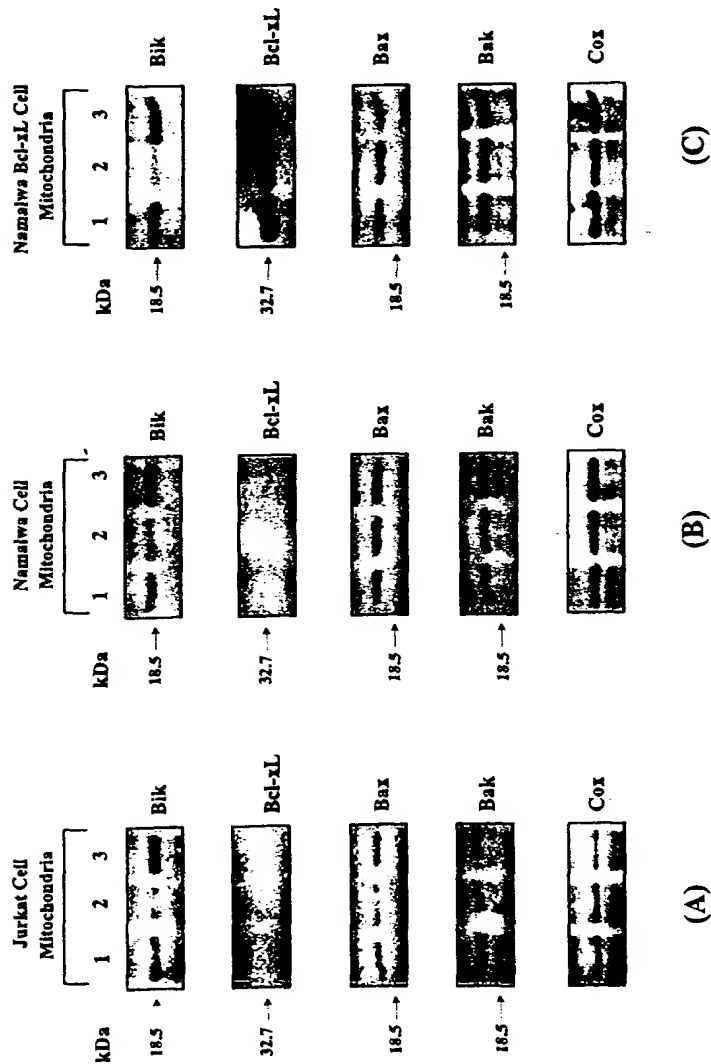 Jurkat Cell
Mitochondria
kDa
1 2 3
18.5 → Bik
32.7 → Bcl-xL
18.5 → Bax
18.5 → Bak
Cox
(A)
Namalwa Cell
Mitochondria
kDa
1 2 3
18.5 → Bik
32.7 → Bcl-xL
18.5 → Bax
18.5 → Bak
Cox
(B)
Namalwa Bcl-xL Cell
Mitochondria
kDa
1 2 3
18.5 → Bik
32.7 → Bcl-xL
18.5 → Bax
18.5 → Bak
Cox
(C)